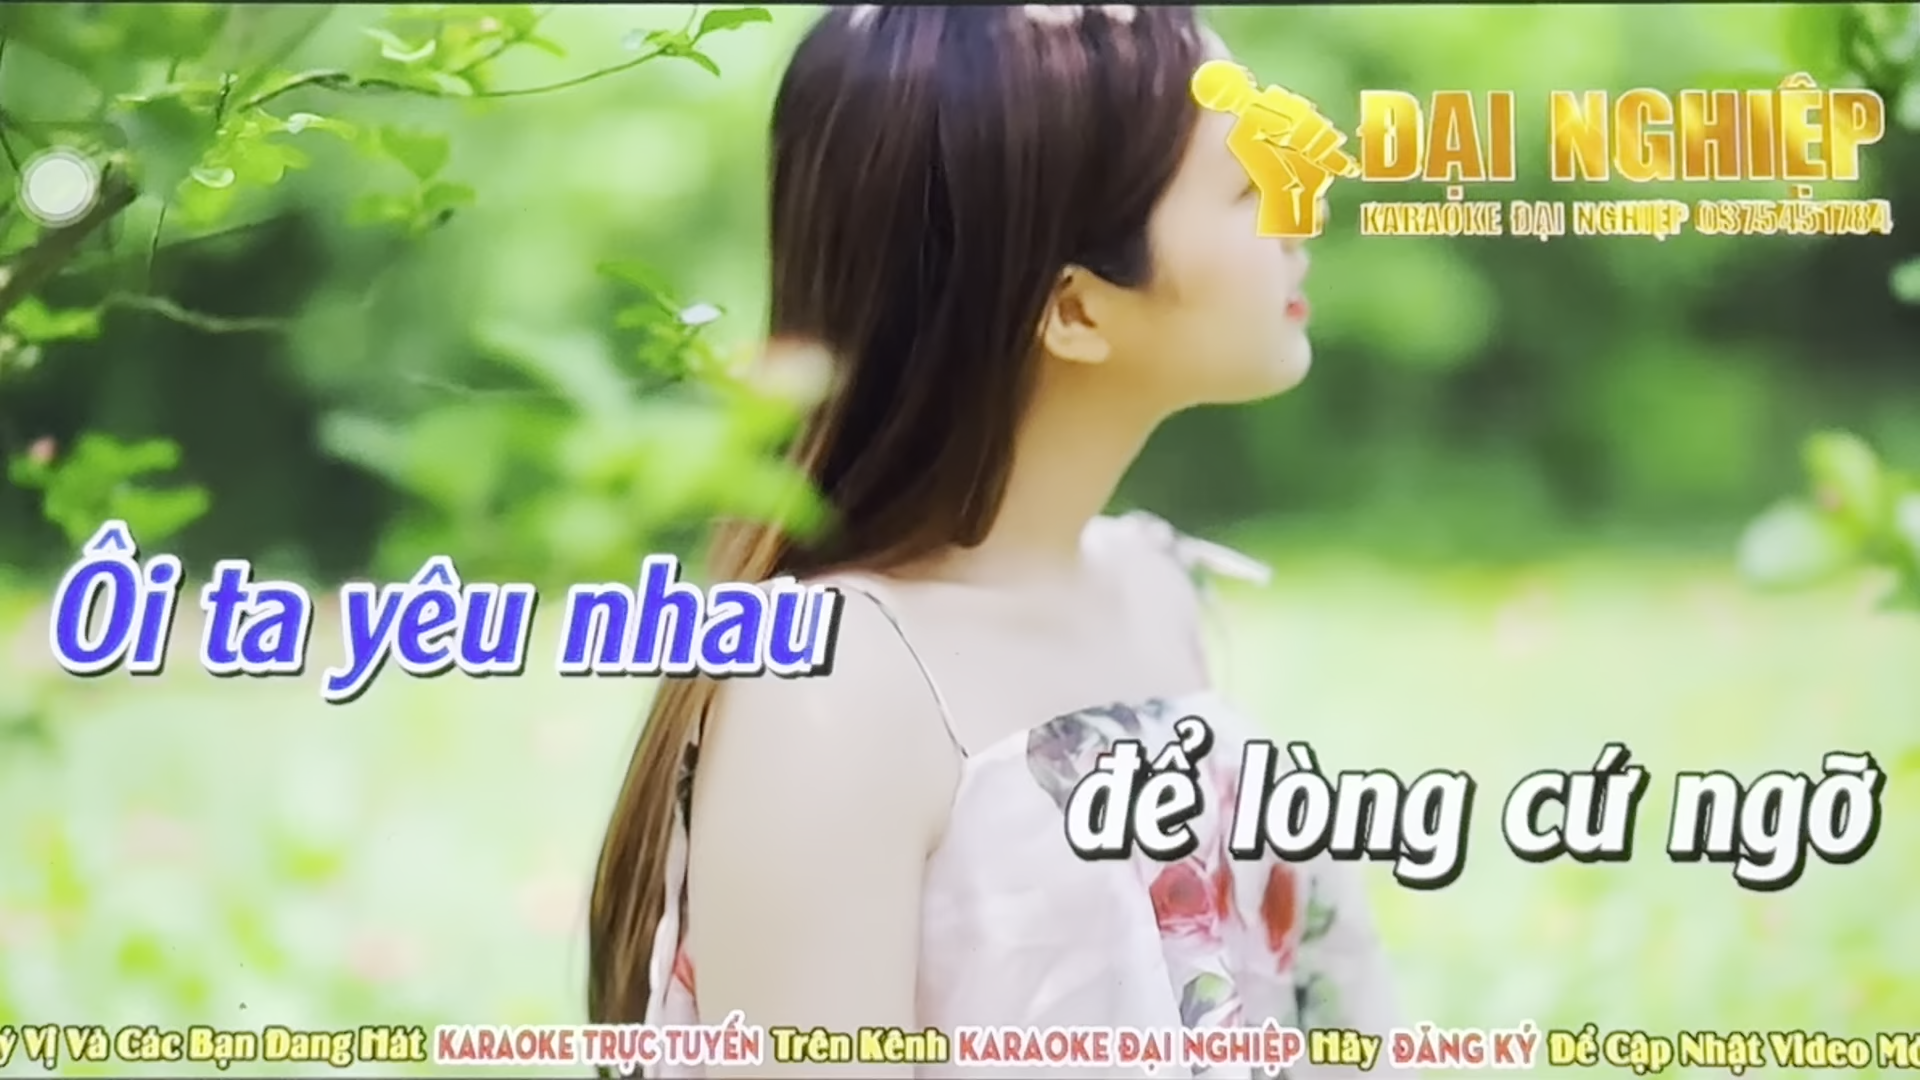 ĐẠI NGHIỆP
KARAOKE ĐẠI NGHIỆP 0375451784
Ôi ta yêu nhau
để lòng cứ ngỡ
Vị Và Các Bạn Đang Hát KARAOKE TRỰC TUYẾN Trên Kênh KARAOKE ĐẠI NGHIỆP Hãy ĐĂNG KÝ Để Cập Nhật Video